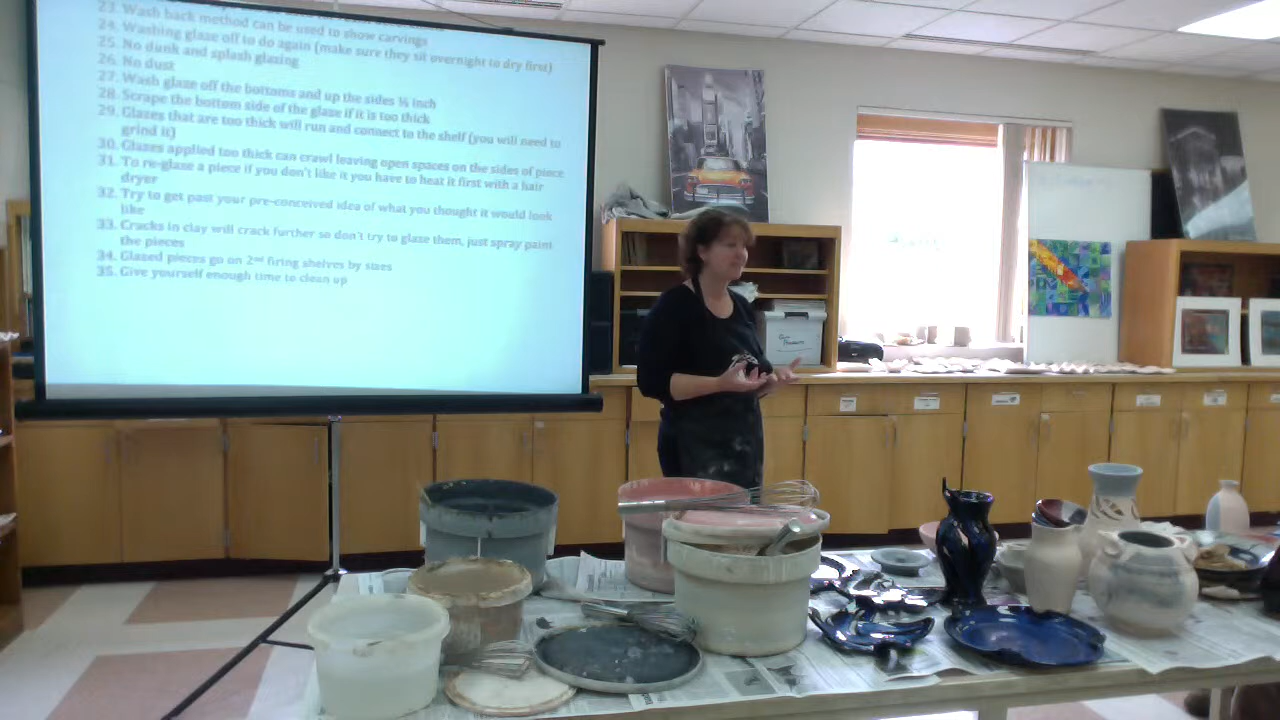 23. Wash back method can be used to show carvings
24. Washing glaze off to do again (make sure they sit overnight to dry first)
25. No dunk and splash glazing
26. No dust
27. Wash glaze off the bottoms and up the sides ¼ inch
28. Scrape the bottom side of the glaze if it is too thick
29. Glazes that are too thick will run and connect to the shelf (you will need to
grind it)
30. Glazes applied too thick can crawl leaving open spaces on the sides of piece
31. To re-glaze a piece if you don't like it you have to heat it first with a hair
dryer
32. Try to get past your pre-conceived idea of what you thought it would look
like
33. Cracks in clay will crack further so don't try to glaze them, just spray paint
the pieces
34. Glazed pieces go on 2nd firing shelves by sizes
35. Give yourself enough time to clean up